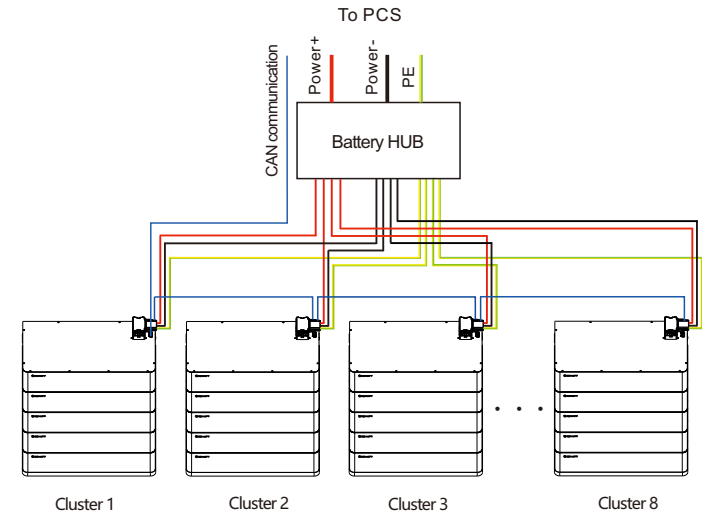 To PCS
CAN communication
Power+
Power-
PE
Battery HUB
Cluster 1
Cluster 2
Cluster 3
. . .
Cluster 8